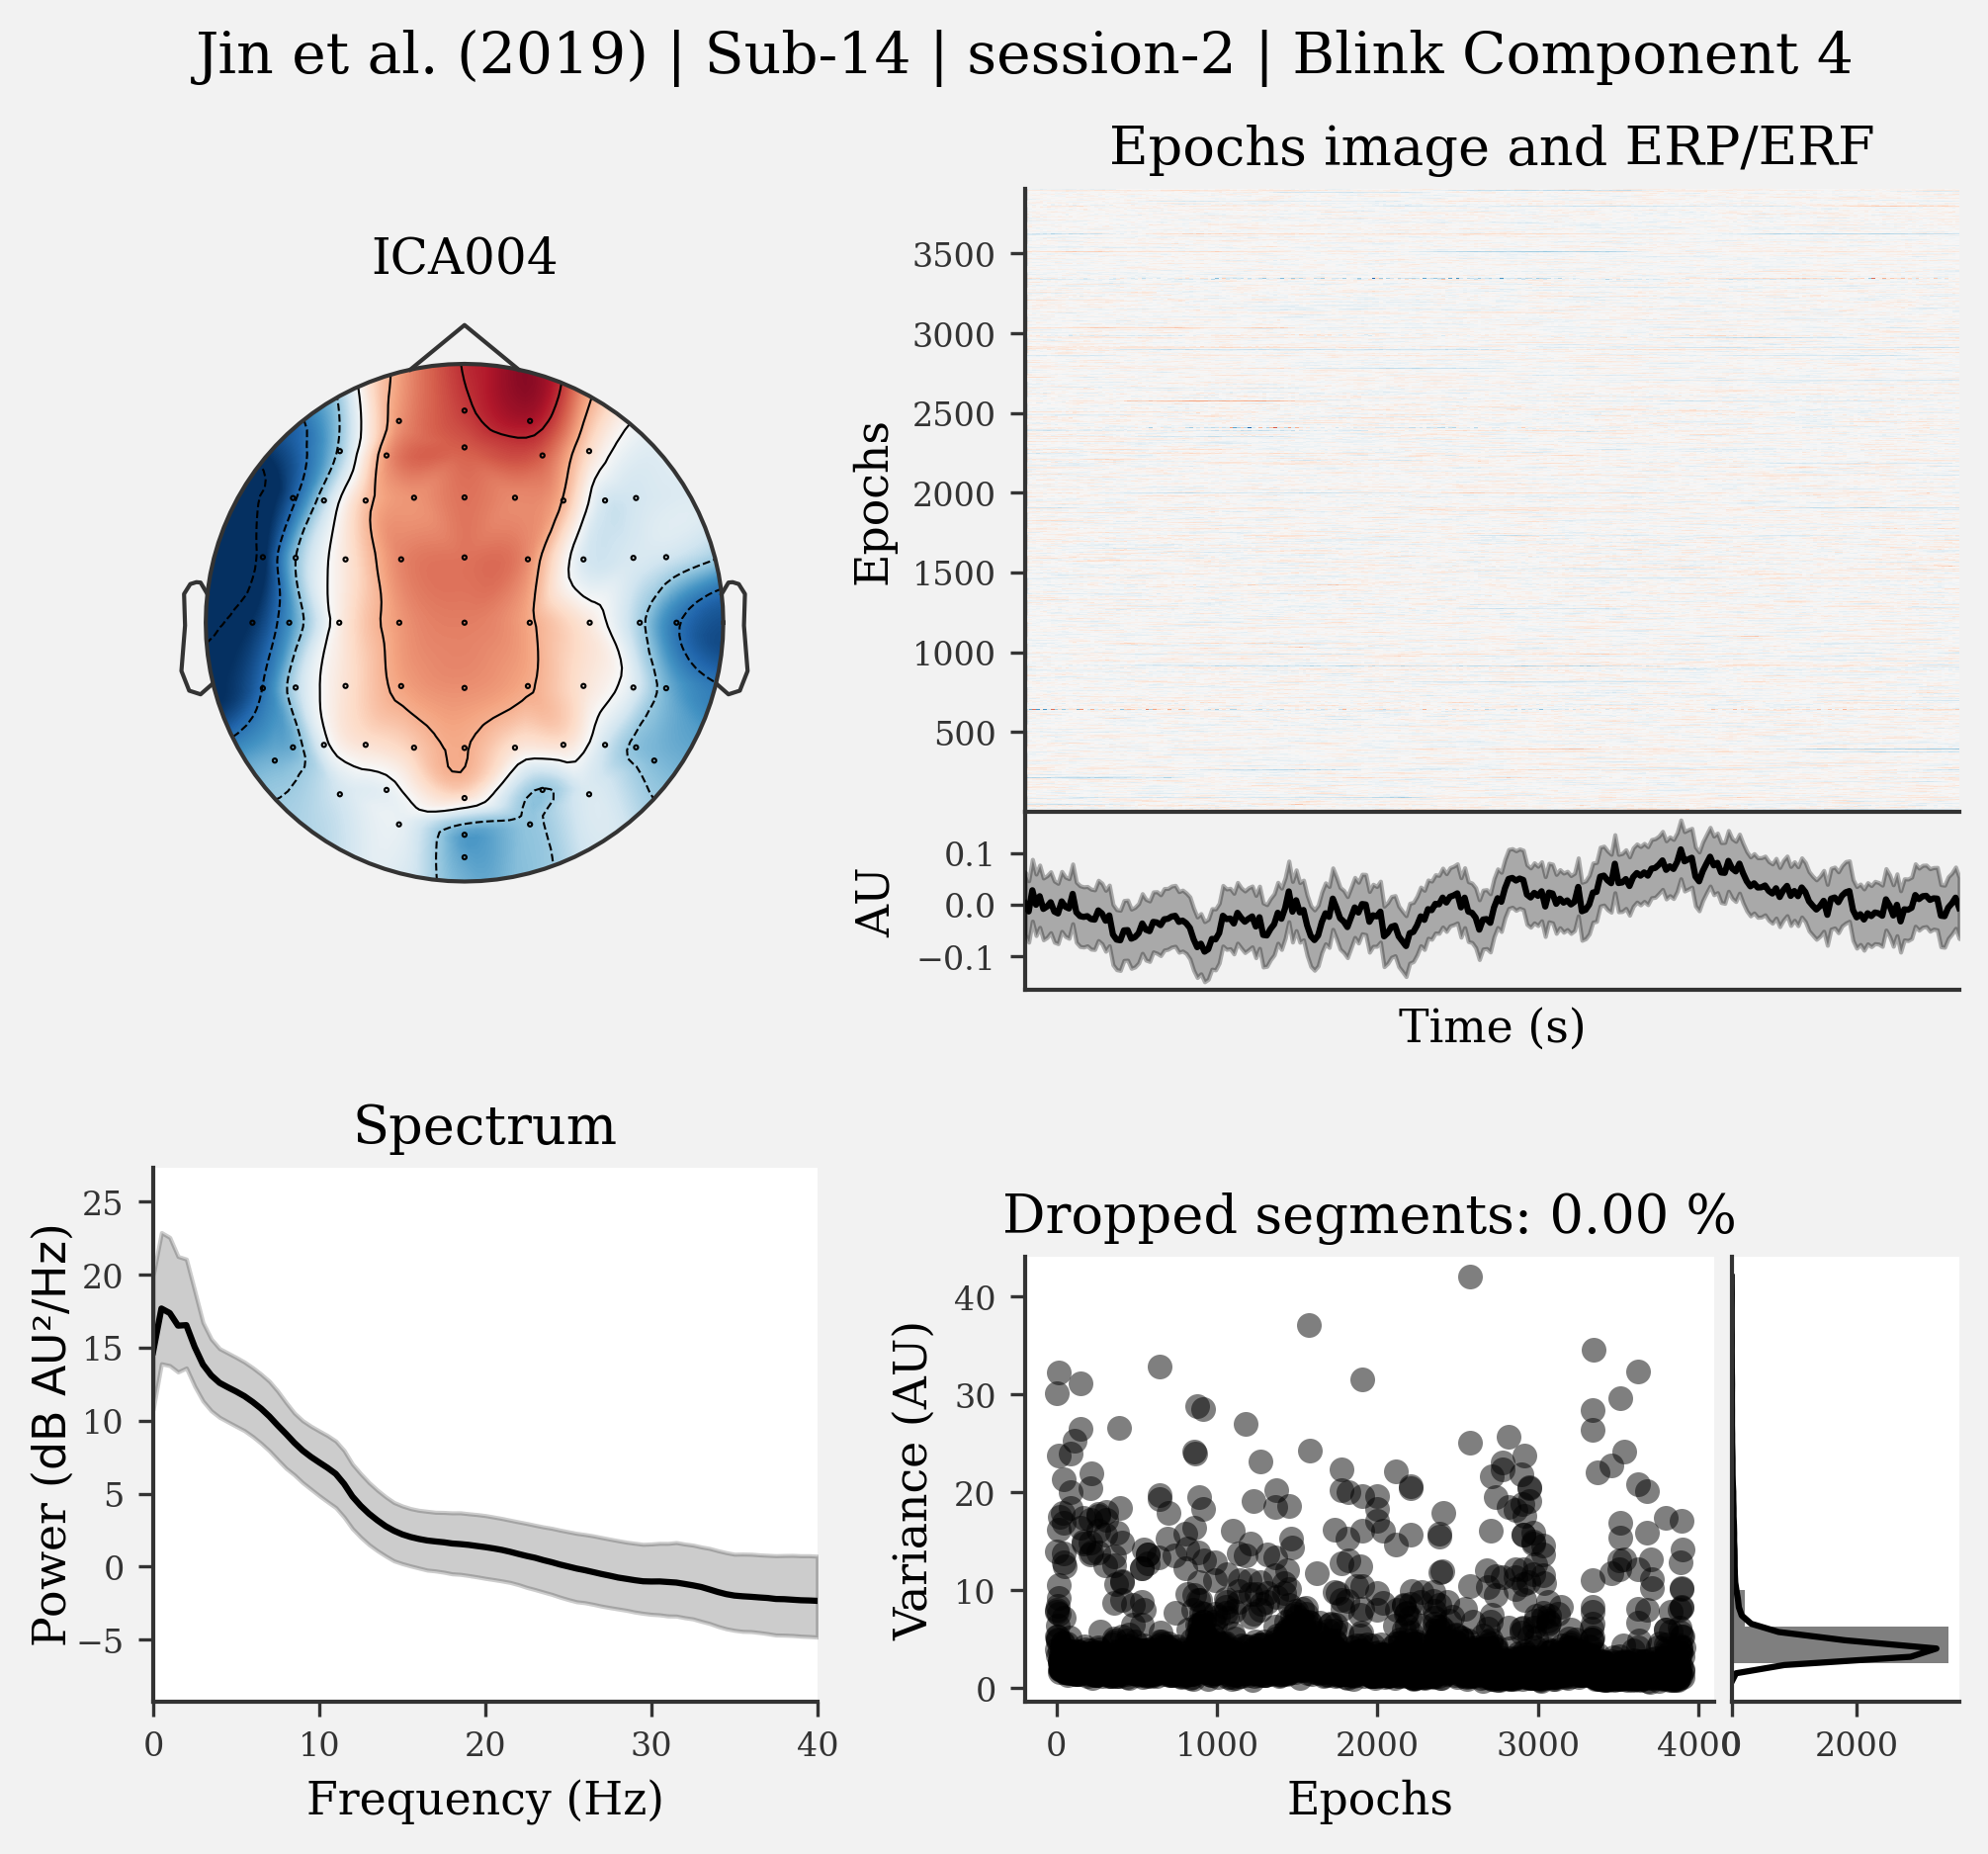 Jin et al. (2019) | Sub-14 | session-2 | Blink Component 4
ICA004
Epochs image and ERP/ERF
Epochs
3500
3000
2500
2000
1500
1000
500
AU
0.1
0.0
−0.1
Time (s)
Spectrum
Power (dB AU²/Hz)
25
20
15
10
5
0
−5
0 10 20 30 40
Frequency (Hz)
Dropped segments: 0.00 %
Variance (AU)
40
30
20
10
0
0 1000 2000 3000 4000
0 2000
Epochs